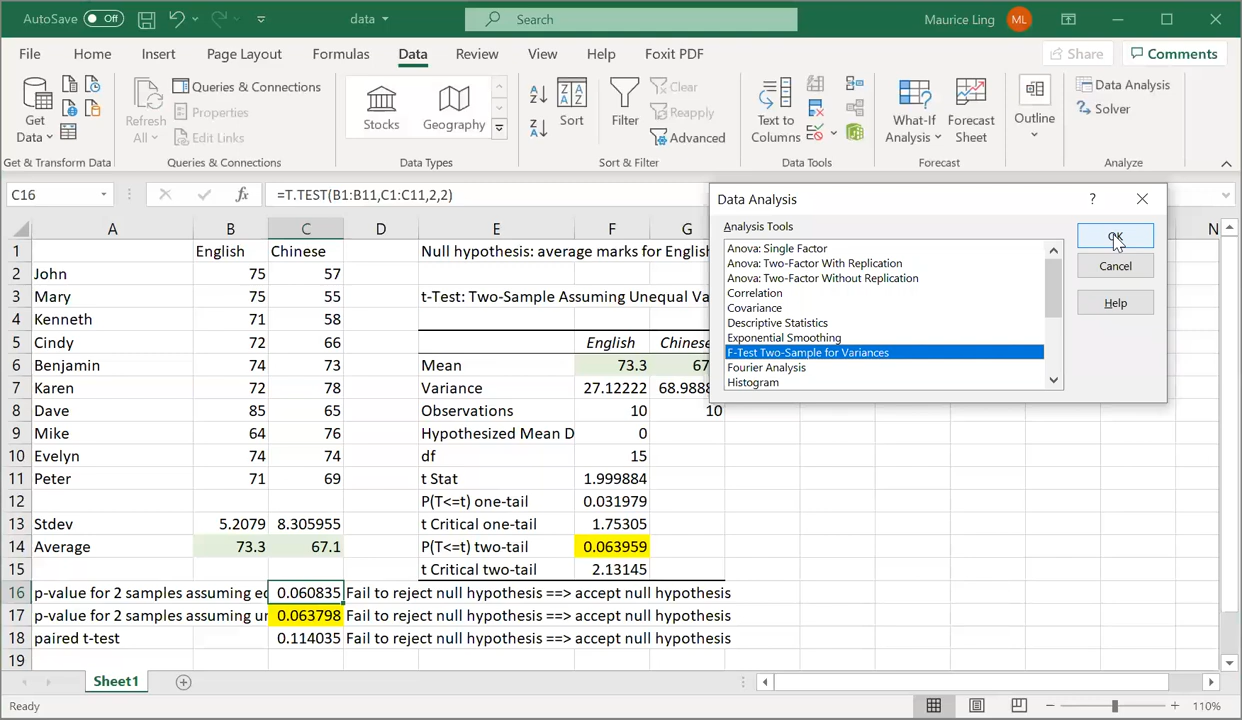 AutoSave Off data Search Maurice Ling ML
File Home Insert Page Layout Formulas Data Review View Help Foxit PDF Share Comments
Get Data
Refresh All
Queries & Connections
Properties
Edit Links
Stocks Geography
Sort
Filter
Clear
Reapply
Advanced
Text to Columns
What-If Analysis
Forecast Sheet
Outline
Data Analysis
Solver
Get & Transform Data Queries & Connections Data Types Sort & Filter Data Tools Forecast Analyze
C16 fx =T.TEST(B1:B11,C1:C11,2,2)
A B C D E F G N
1 English Chinese Null hypothesis: average marks for English
2 John 75 57
3 Mary 75 55 t-Test: Two-Sample Assuming Unequal Va
4 Kenneth 71 58
5 Cindy 72 66 English Chinese
6 Benjamin 74 73 Mean 73.3 67
7 Karen 72 78 Variance 27.12222 68.9888
8 Dave 85 65 Observations 10 10
9 Mike 64 76 Hypothesized Mean D 0
10 Evelyn 74 74 df 15
11 Peter 71 69 t Stat 1.999884
12 P(T<=t) one-tail 0.031979
13 Stdev 5.2079 8.305955 t Critical one-tail 1.75305
14 Average 73.3 67.1 P(T<=t) two-tail 0.063959
15 t Critical two-tail 2.13145
16 p-value for 2 samples assuming eq 0.060835 Fail to reject null hypothesis ==> accept null hypothesis
17 p-value for 2 samples assuming un 0.063798 Fail to reject null hypothesis ==> accept null hypothesis
18 paired t-test 0.114035 Fail to reject null hypothesis ==> accept null hypothesis
19
Data Analysis ?
Analysis Tools
Anova: Single Factor
Anova: Two-Factor With Replication
Anova: Two-Factor Without Replication
Correlation
Covariance
Descriptive Statistics
Exponential Smoothing
F-Test Two-Sample for Variances
Fourier Analysis
Histogram
OK
Cancel
Help
Sheet1
Ready 110%